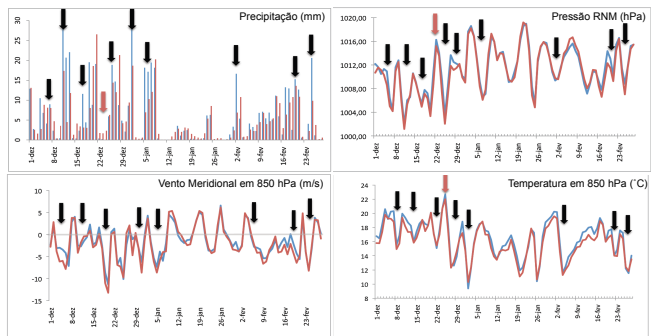 Precipitação (mm)
30
25
20
15
10
5
0
1-dez
8-dez
15-dez
22-dez
29-dez
5-jan
12-jan
19-jan
26-jan
2-fev
9-fev
16-fev
23-fev
Pressão RNM (hPa)
1020,00
1016,00
1012,00
1008,00
1004,00
1000,00
1-dez
8-dez
15-dez
22-dez
29-dez
5-jan
12-jan
19-jan
26-jan
2-fev
9-fev
16-fev
23-fev
Vento Meridional em 850 hPa (m/s)
10
5
0
-5
-10
-15
1-dez
8-dez
15-dez
22-dez
29-dez
5-jan
12-jan
19-jan
26-jan
2-fev
9-fev
16-fev
23-fev
Temperatura em 850 hPa (˚C)
24
22
20
18
16
14
12
10
8
1-dez
8-dez
15-dez
22-dez
29-dez
5-jan
12-jan
19-jan
26-jan
2-fev
9-fev
16-fev
23-fev